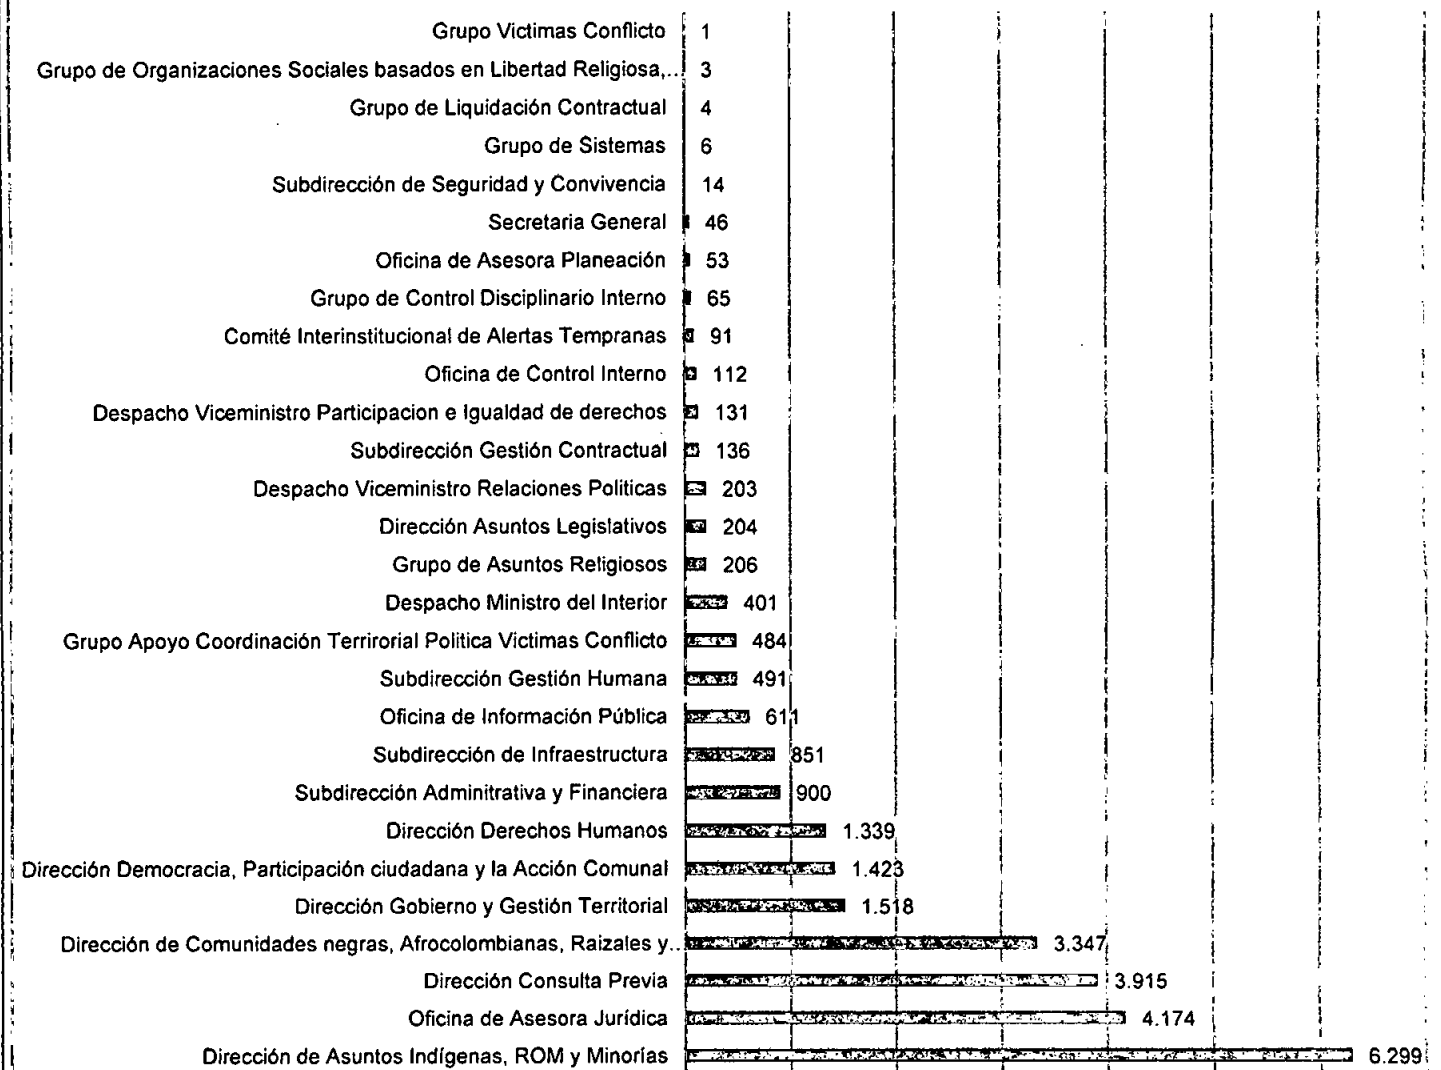 Grupo Victimas Conflicto 1
Grupo de Organizaciones Sociales basados en Libertad Religiosa,... 3
Grupo de Liquidación Contractual 4
Grupo de Sistemas 6
Subdirección de Seguridad y Convivencia 14
Secretaria General 46
Oficina de Asesora Planeación 53
Grupo de Control Disciplinario Interno 65
Comité Interinstitucional de Alertas Tempranas 91
Oficina de Control Interno 112
Despacho Viceministro Participacion e Igualdad de derechos 131
Subdirección Gestión Contractual 136
Despacho Viceministro Relaciones Politicas 203
Dirección Asuntos Legislativos 204
Grupo de Asuntos Religiosos 206
Despacho Ministro del Interior 401
Grupo Apoyo Coordinación Terrirorial Politica Victimas Conflicto 484
Subdirección Gestión Humana 491
Oficina de Información Pública 611
Subdirección de Infraestructura 851
Subdirección Adminitrativa y Financiera 900
Dirección Derechos Humanos 1.339
Dirección Democracia, Participación ciudadana y la Acción Comunal 1.423
Dirección Gobierno y Gestión Territorial 1.518
Dirección de Comunidades negras, Afrocolombianas, Raizales y... 3.347
Dirección Consulta Previa 3.915
Oficina de Asesora Jurídica 4.174
Dirección de Asuntos Indígenas, ROM y Minorías 6.299